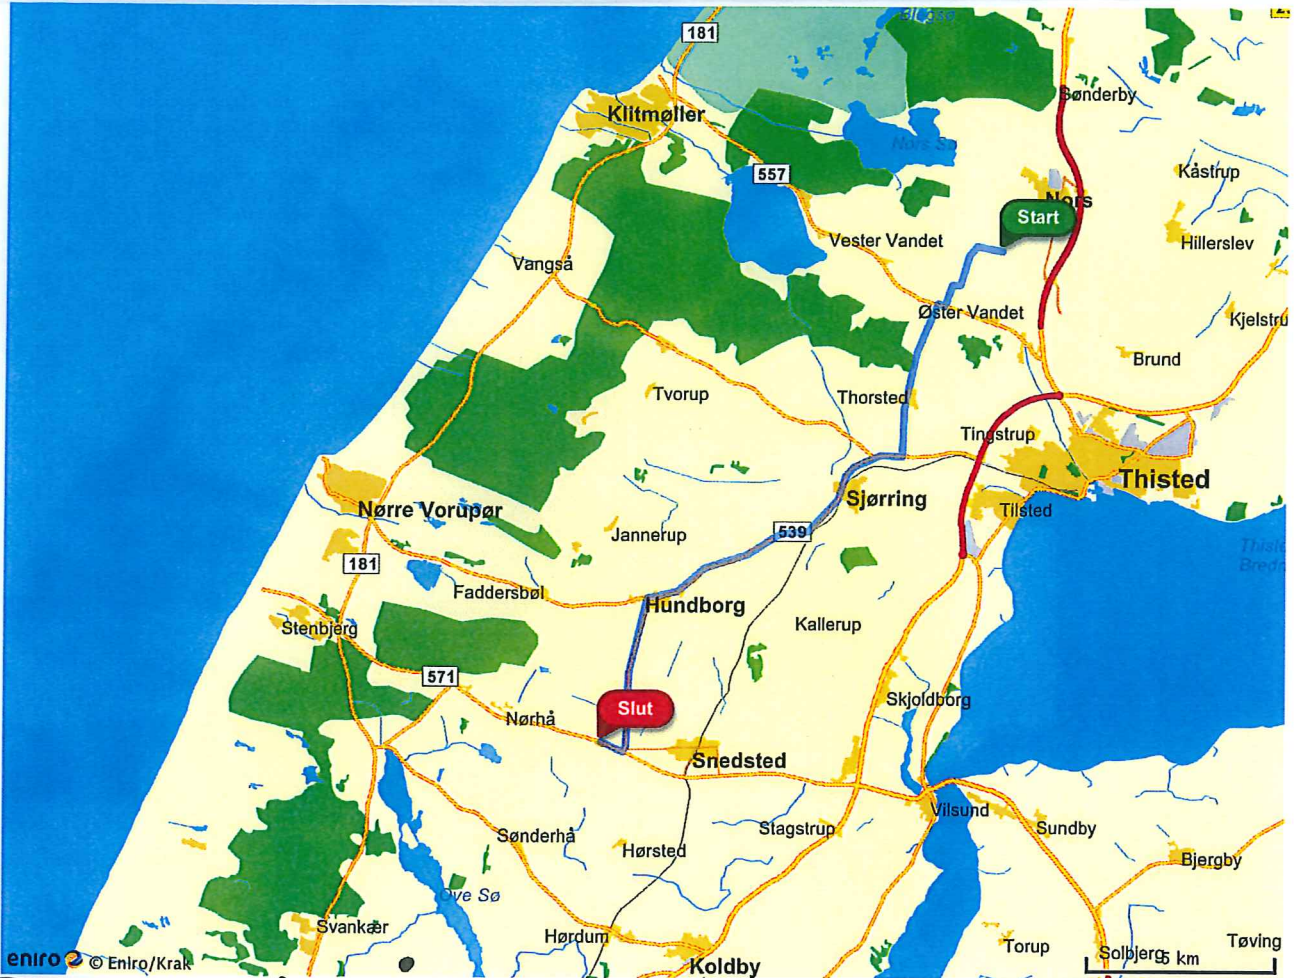 181
Bønderby
Klitmøller
Nors Sø
557
Kåstrup
Nors
Start
Vester Vandet
Hillerslev
Vangså
Øster Vandet
Kjelstru
Brund
Tvorup
Thorsted
Tingstrup
Thisted
Sjørring
Nørre Vorupør
Tilsted
Jannerup
539
181
Faddersbøl
Hundborg
Kallerup
Stenbjerg
571
Skjoldborg
Nørhå
Slut
Snedsted
Vilsund
Stagstrup
Sundby
Sønderhå
Hørsted
Bjergby
Ove Sø
Svankær
Hørdum
Torup
Solbjerg
Tøving
5 km
Koldby
eniro © Eniro/Krak